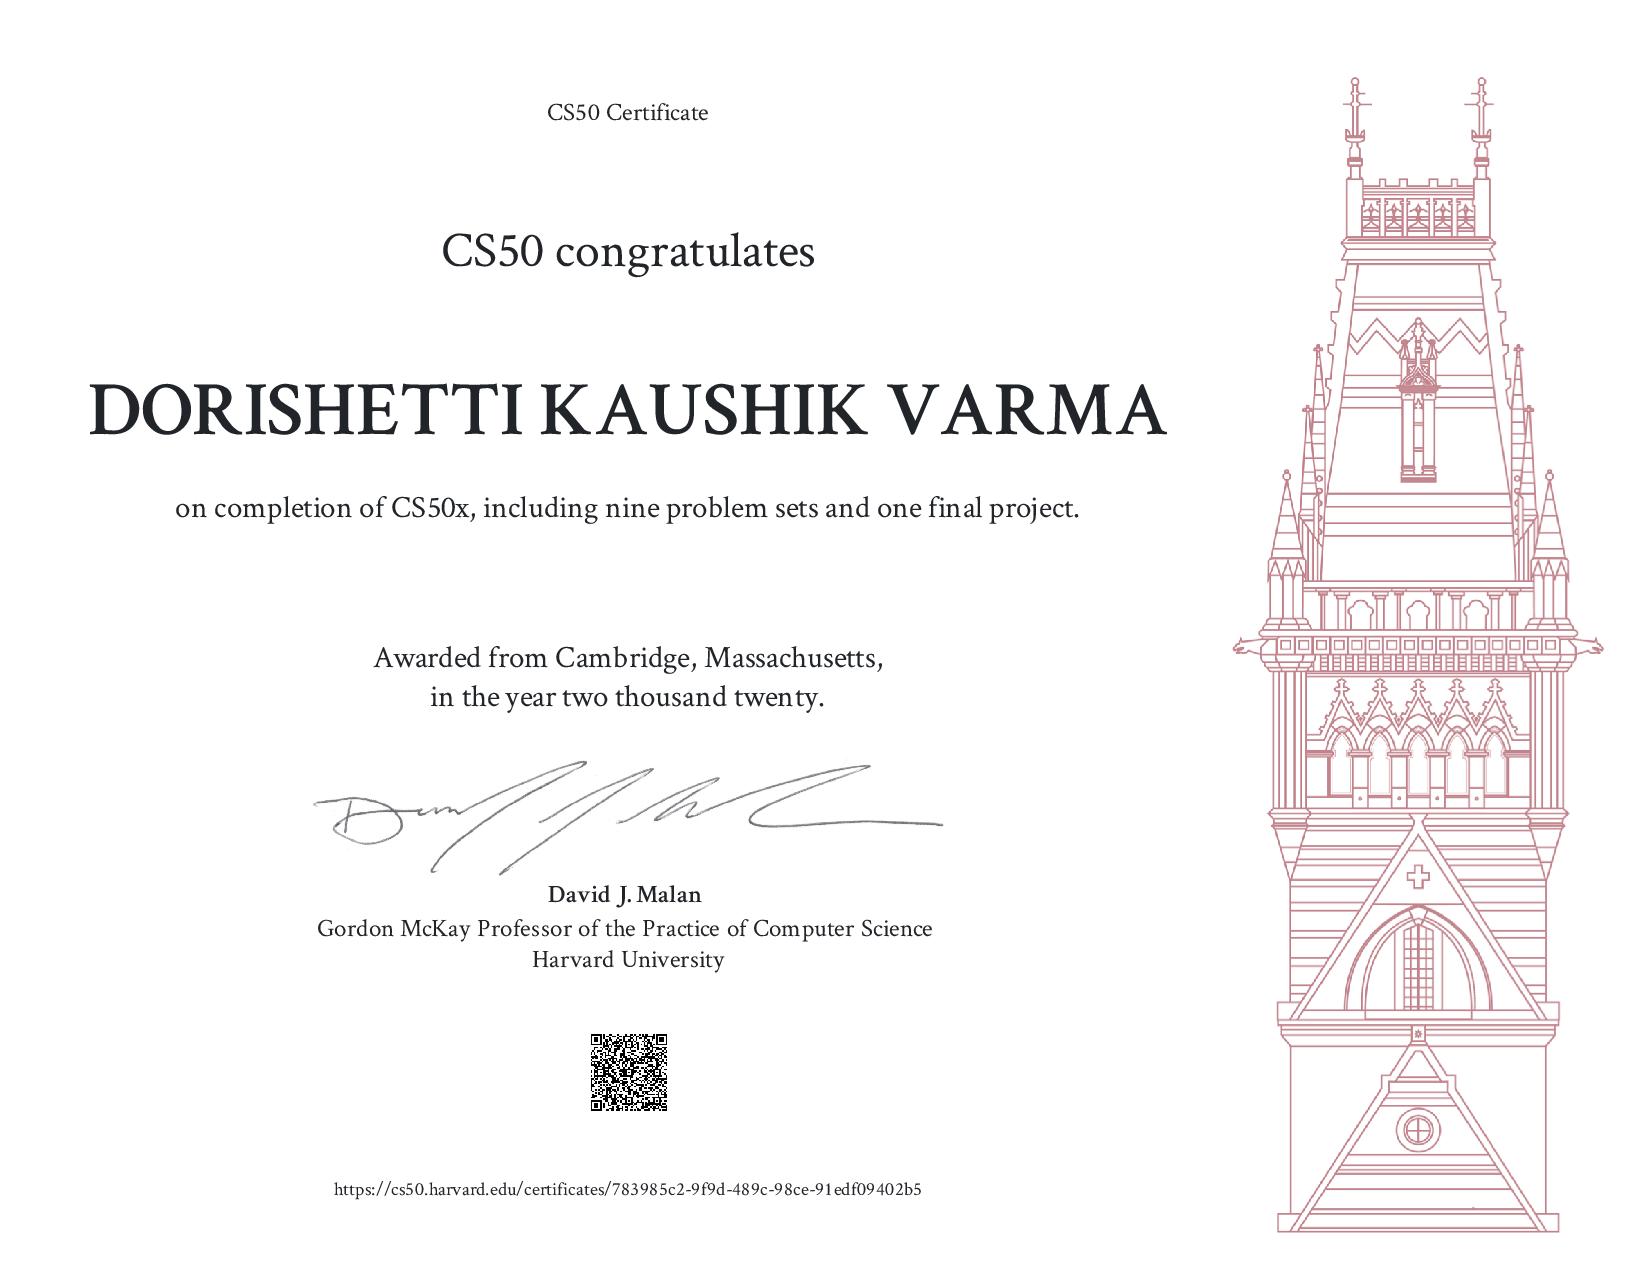 CS50 Certificate
CS50 congratulates
DORISHETTI KAUSHIK VARMA
on completion of CS50x, including nine problem sets and one final project.
Awarded from Cambridge, Massachusetts,
in the year two thousand twenty.
David J. Malan
Gordon McKay Professor of the Practice of Computer Science
Harvard University
https://cs50.harvard.edu/certificates/783985c2-9f9d-489c-98ce-91edf09402b5